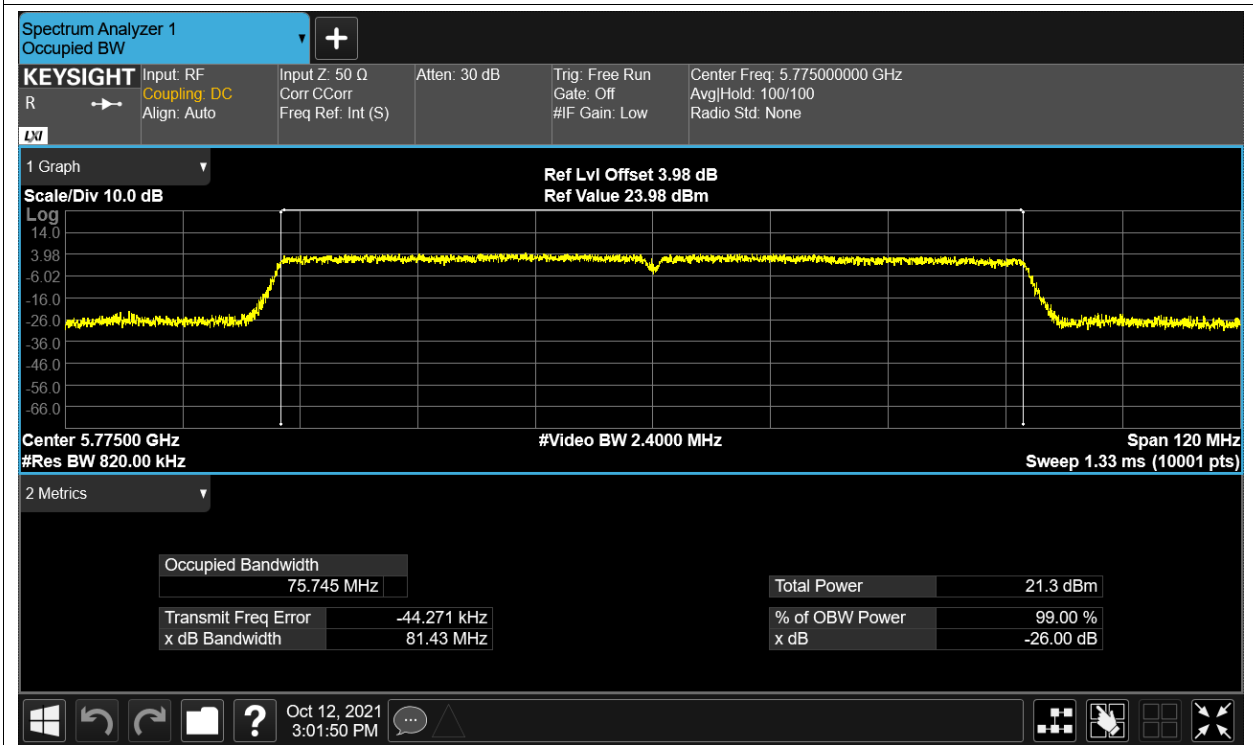 Spectrum Analyzer 1
Occupied BW
KEYSIGHT
R
LXI
Input: RF
Coupling: DC
Align: Auto
Input Z: 50 Ω
Corr CCorr
Freq Ref: Int (S)
Atten: 30 dB
Trig: Free Run
Gate: Off
#IF Gain: Low
Center Freq: 5.775000000 GHz
Avg|Hold: 100/100
Radio Std: None
1 Graph
Scale/Div 10.0 dB
Ref Lvl Offset 3.98 dB
Ref Value 23.98 dBm
Log
14.0
3.98
-6.02
-16.0
-26.0
-36.0
-46.0
-56.0
-66.0
Center 5.77500 GHz
#Video BW 2.4000 MHz
Span 120 MHz
#Res BW 820.00 kHz
Sweep 1.33 ms (10001 pts)
2 Metrics
Occupied Bandwidth
75.745 MHz
Total Power 21.3 dBm
Transmit Freq Error -44.271 kHz
% of OBW Power 99.00 %
x dB Bandwidth 81.43 MHz
x dB -26.00 dB
?
Oct 12, 2021
3:01:50 PM